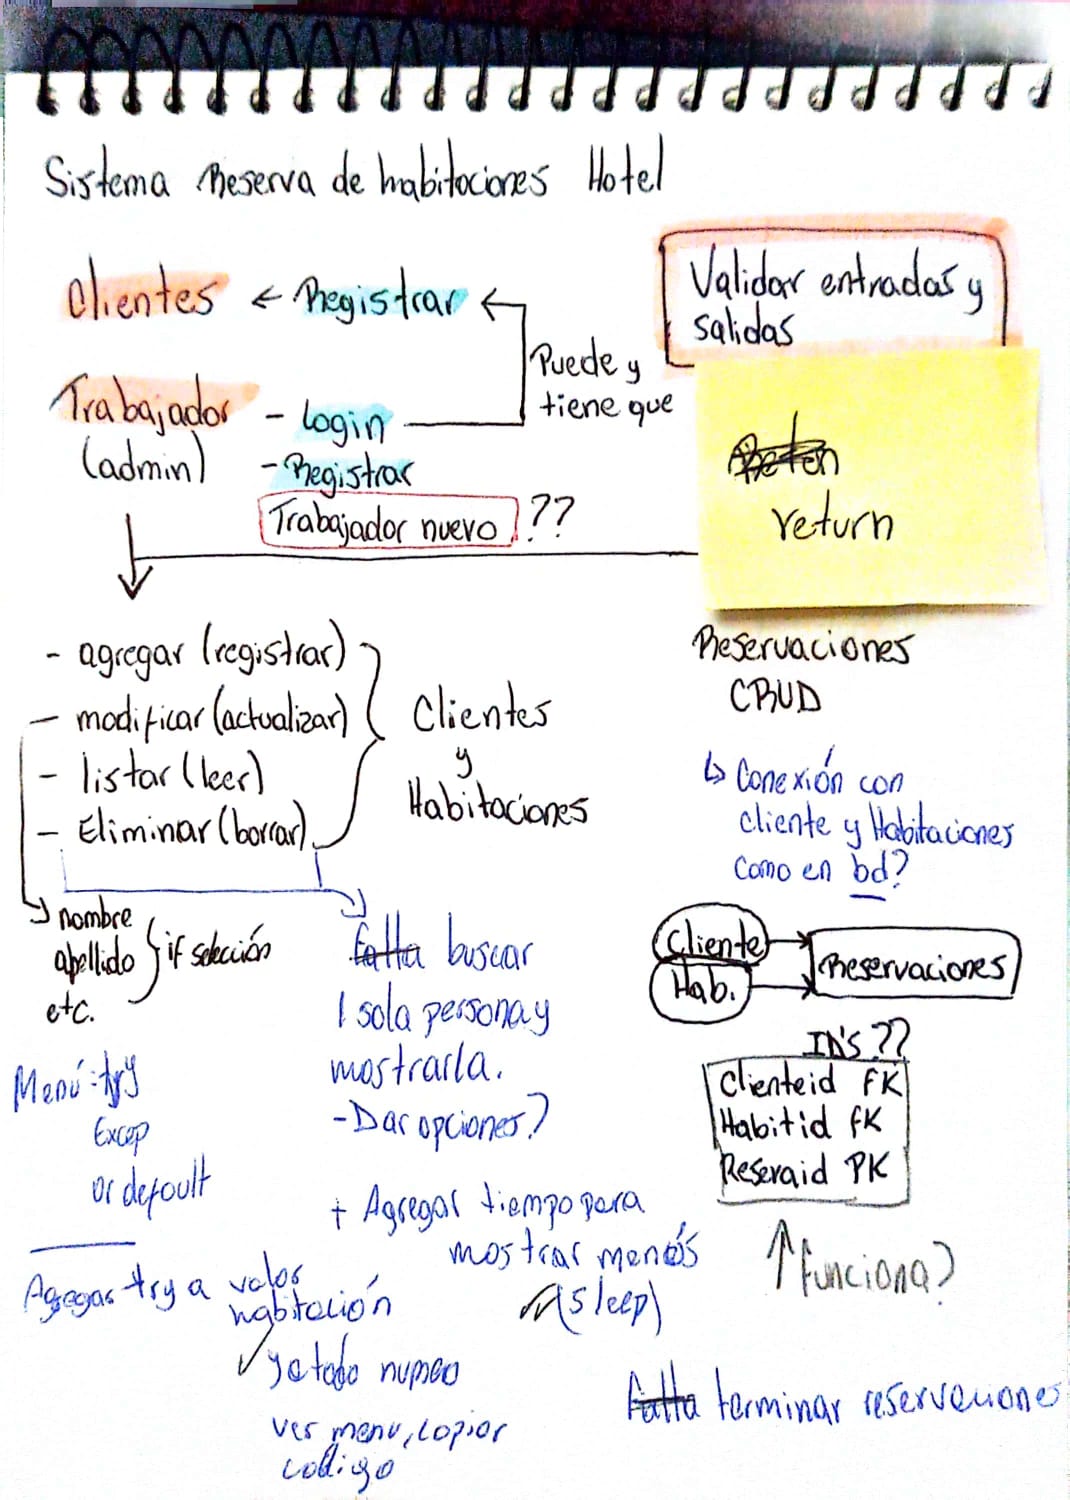 Sistema Reserva de habitaciones Hotel
Clientes ← Registrar
Validar entradas y
salidas
Puede y
tiene que
Trabajador
(admin)
- login
- Registrar
Trabajador nuevo ??
return
- agregar (registrar)
- modificar (actualizar)
- listar (leer)
- Eliminar (borrar)
Clientes
y
Habitaciones
Reservaciones
CRUD
↳ Conexión con
cliente y Habitaciones
como en bd?
nombre
apellido
etc.
if selección
falta buscar
1 sola persona y
mostrarla.
- Dar opciones?
Cliente
Hab.
Reservaciones
ID'S ??
Clienteid FK
Habitid FK
Reservaid PK
↑ funciona?
Menú: try
Excep
or default
+ Agregar tiempo para
mostrar menús
(sleep)
Agregar try a valor
habitación
✓ ya todo numero
ver menu, copiar
codigo
falta terminar reservaciones